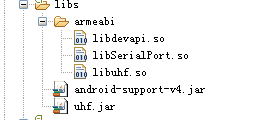 libs
armeabi
libdevapi.so
libSerialPort.so
libuhf.so
android-support-v4.jar
uhf.jar